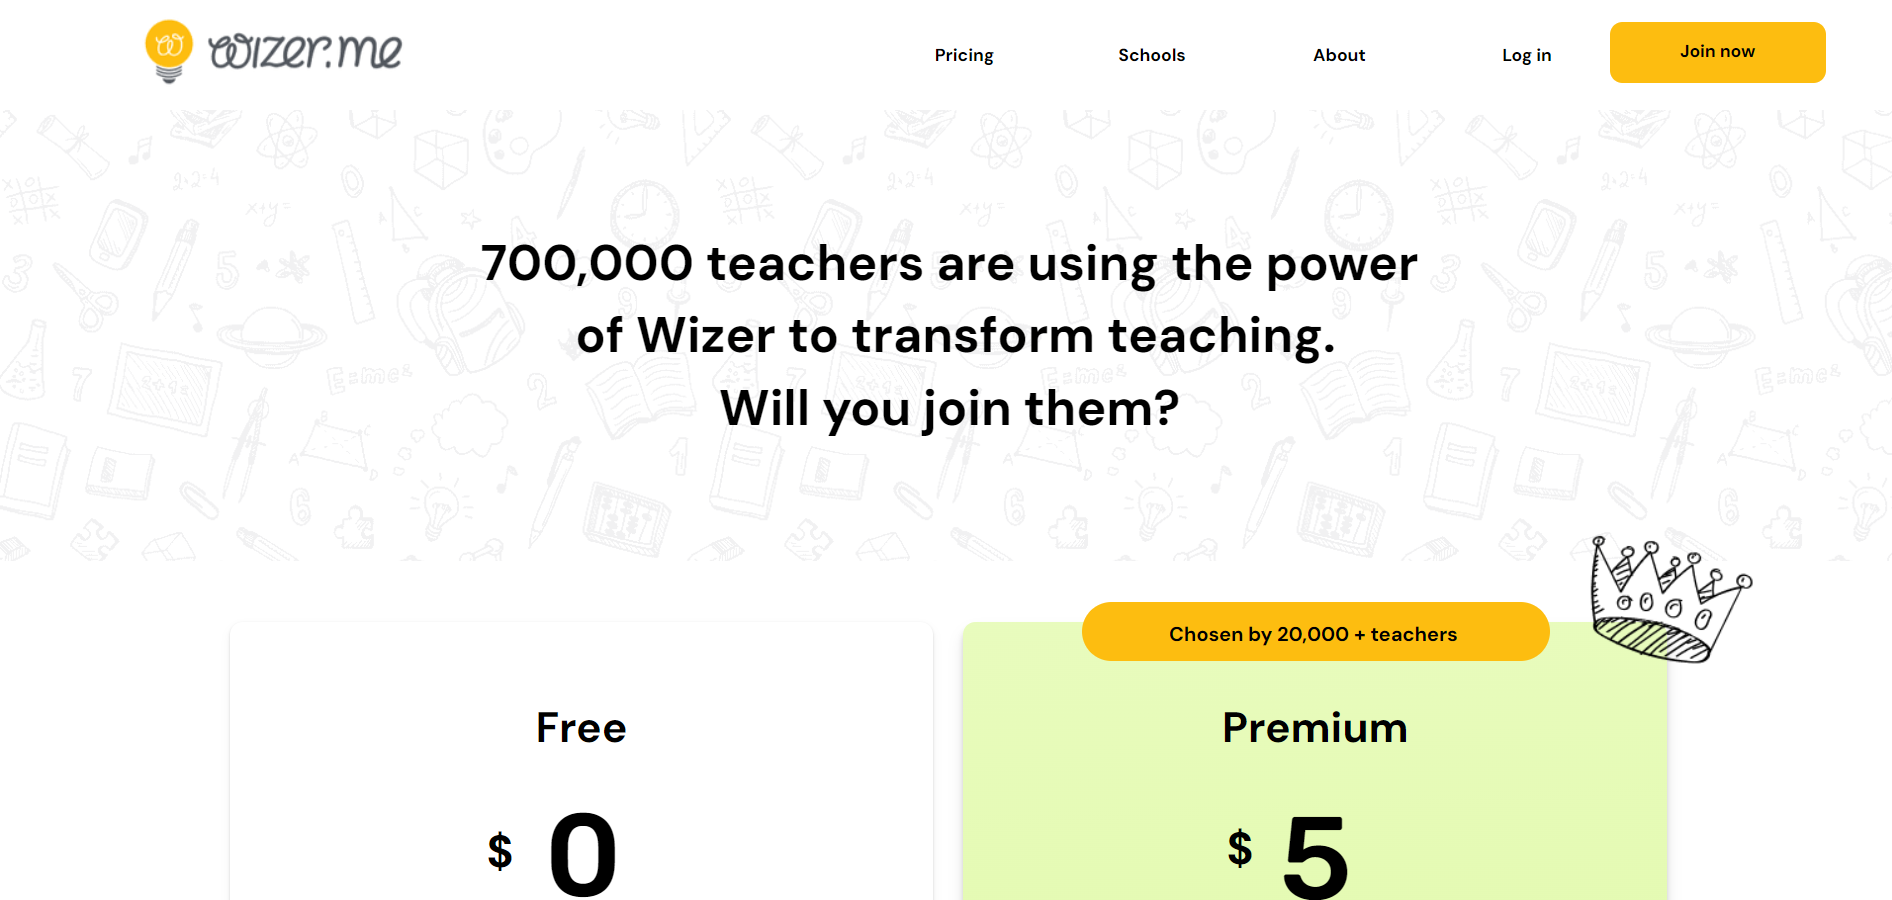 wizer.me
Pricing
Schools
About
Log in
Join now
700,000 teachers are using the power
of Wizer to transform teaching.
Will you join them?
Chosen by 20,000 + teachers
Free
Premium
$ 0
$ 5